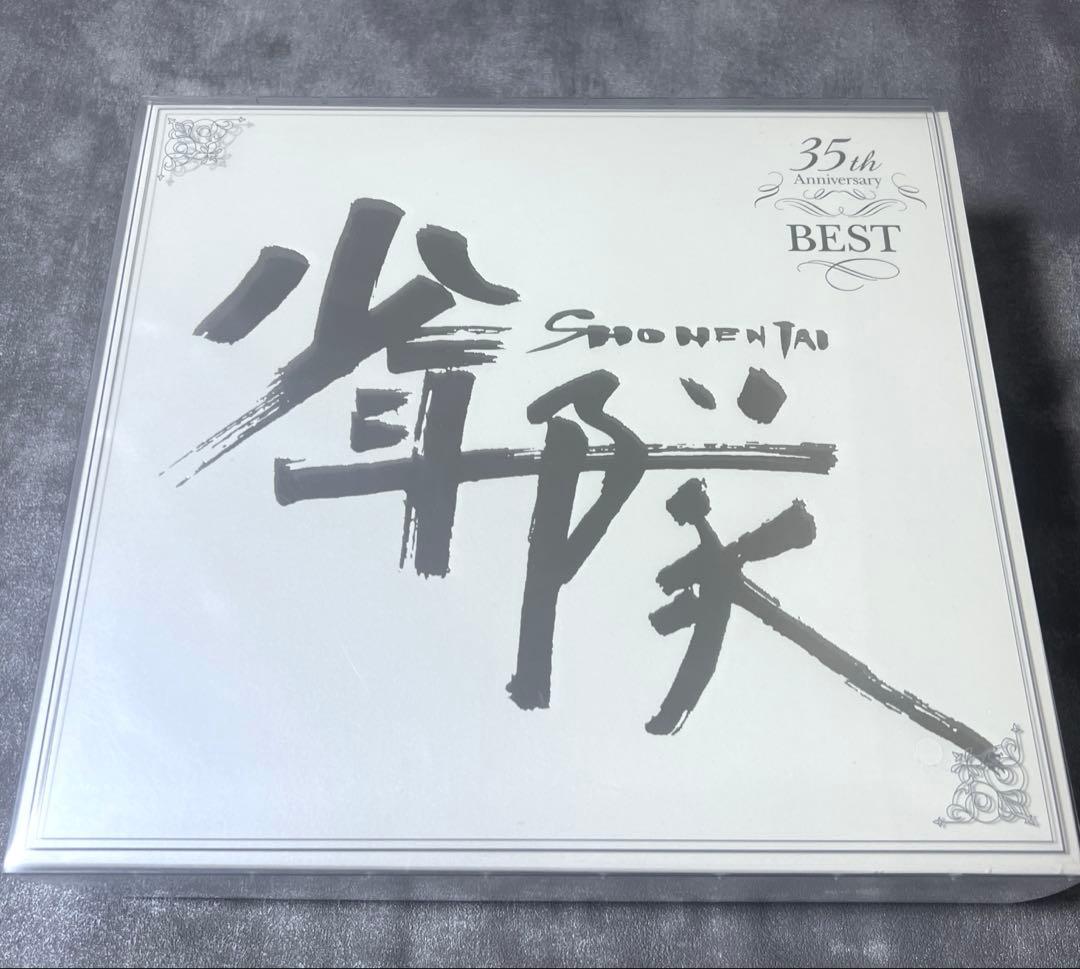 35th
Anniversary
BEST
SHONENTAI
少年隊